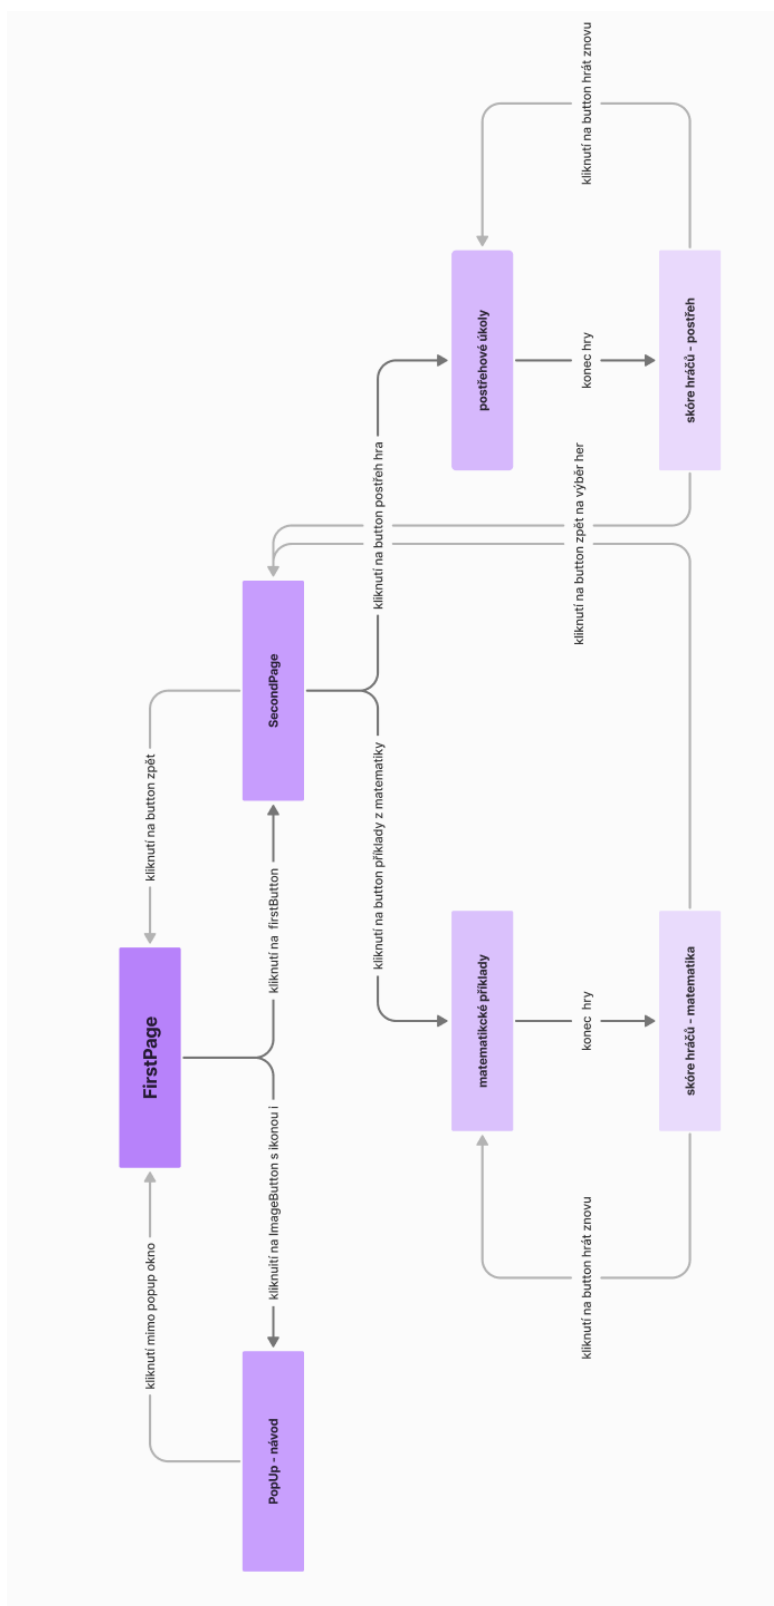 kliknutí mimo popup okno
FirstPage
kliknutí na button zpět
PopUp - návod
kliknuití na ImageButton s ikonou i
kliknutí na firstButton
SecondPage
kliknutí na button příklady z matematiky
kliknutí na button postřeh hra
matematikcké příklady
postřehové úkoly
kliknutí na button hrát znovu
konec hry
kliknutí na button zpět na výběr her
konec hry
kliknutí na button hrát znovu
skóre hráčů - matematika
skóre hráčů - postřeh